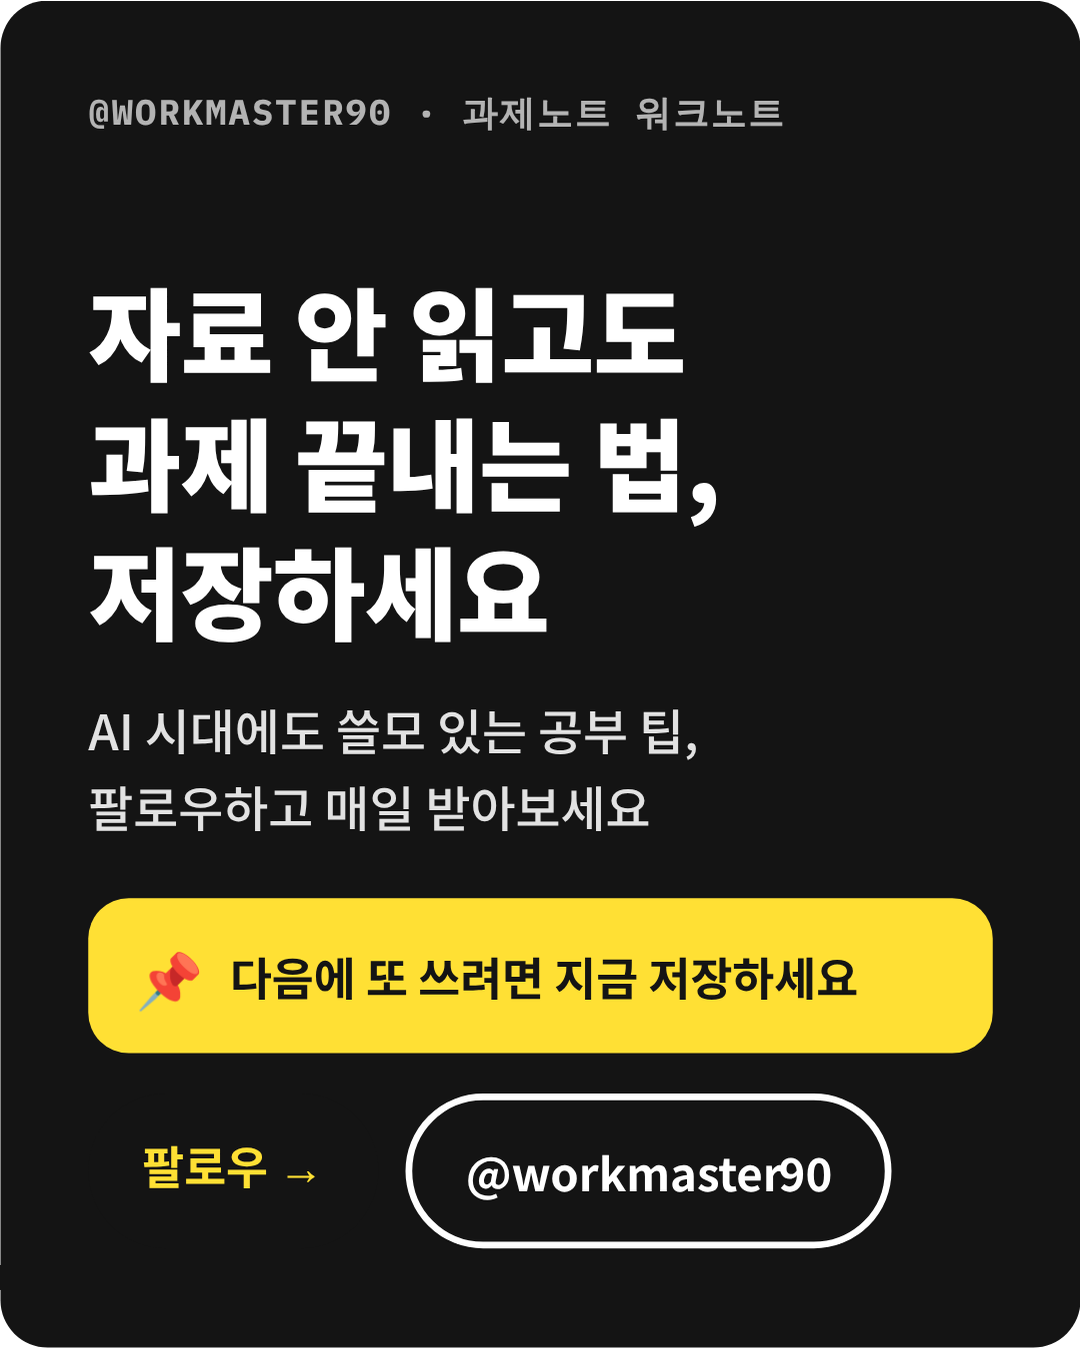 @WORKMASTER90 · 과제노트 워크노트
자료 안 읽고도
과제 끝내는 법,
저장하세요
AI 시대에도 쓸모 있는 공부 팁,
팔로우하고 매일 받아보세요
📌 다음에 또 쓰려면 지금 저장하세요
팔로우 →
@workmaster90